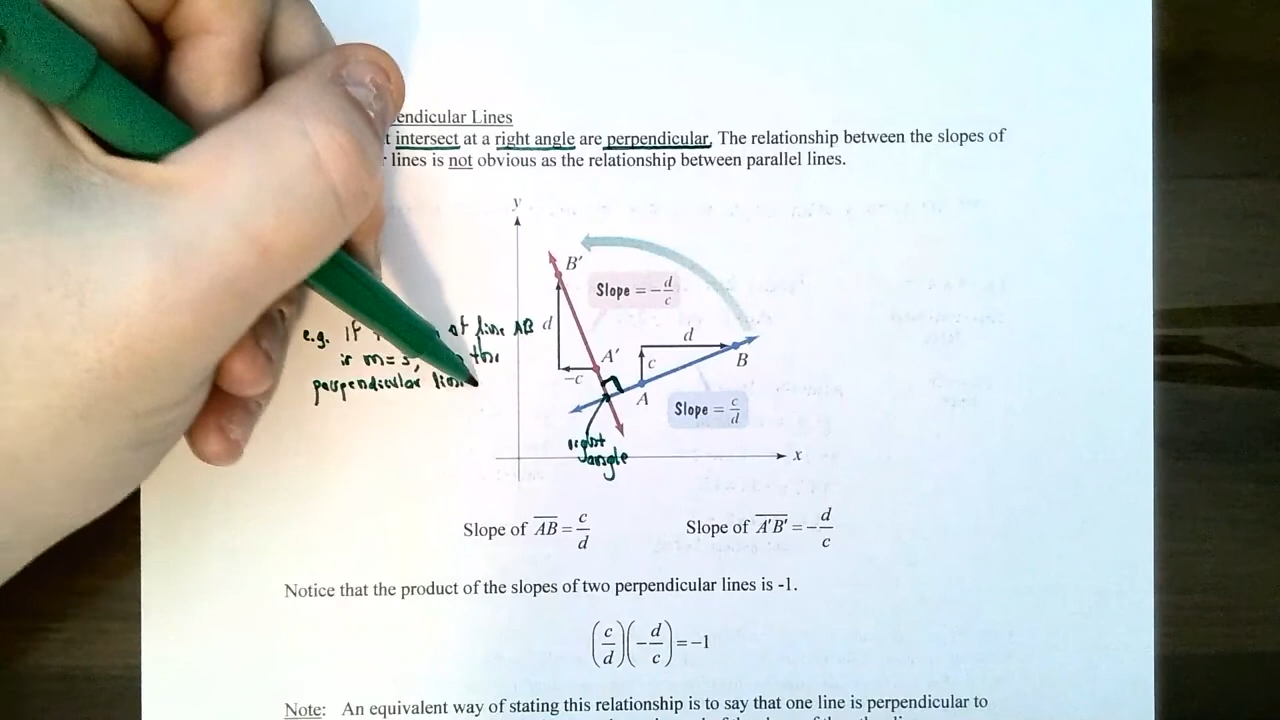 endicular Lines
t intersect at a right angle are perpendicular. The relationship between the slopes of
lines is not obvious as the relationship between parallel lines.
y
B′
Slope = -d/c
e.g. If of line AB
d
d
is m= the
A′
c
B
perpendicular
-c
A
Slope = c/d
right
angle
x
Slope of AB = c/d Slope of A'B' = -d/c
Notice that the product of the slopes of two perpendicular lines is -1.
(c/d)(-d/c) = -1
Note: An equivalent way of stating this relationship is to say that one line is perpendicular to